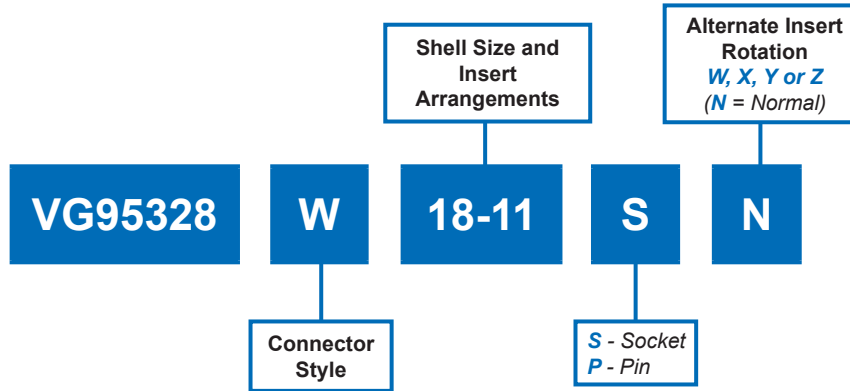 Shell Size and
Insert
Arrangements
Alternate Insert
Rotation
W, X, Y or Z
(N = Normal)
VG95328 W 18-11 S N
Connector
Style
S - Socket
P - Pin